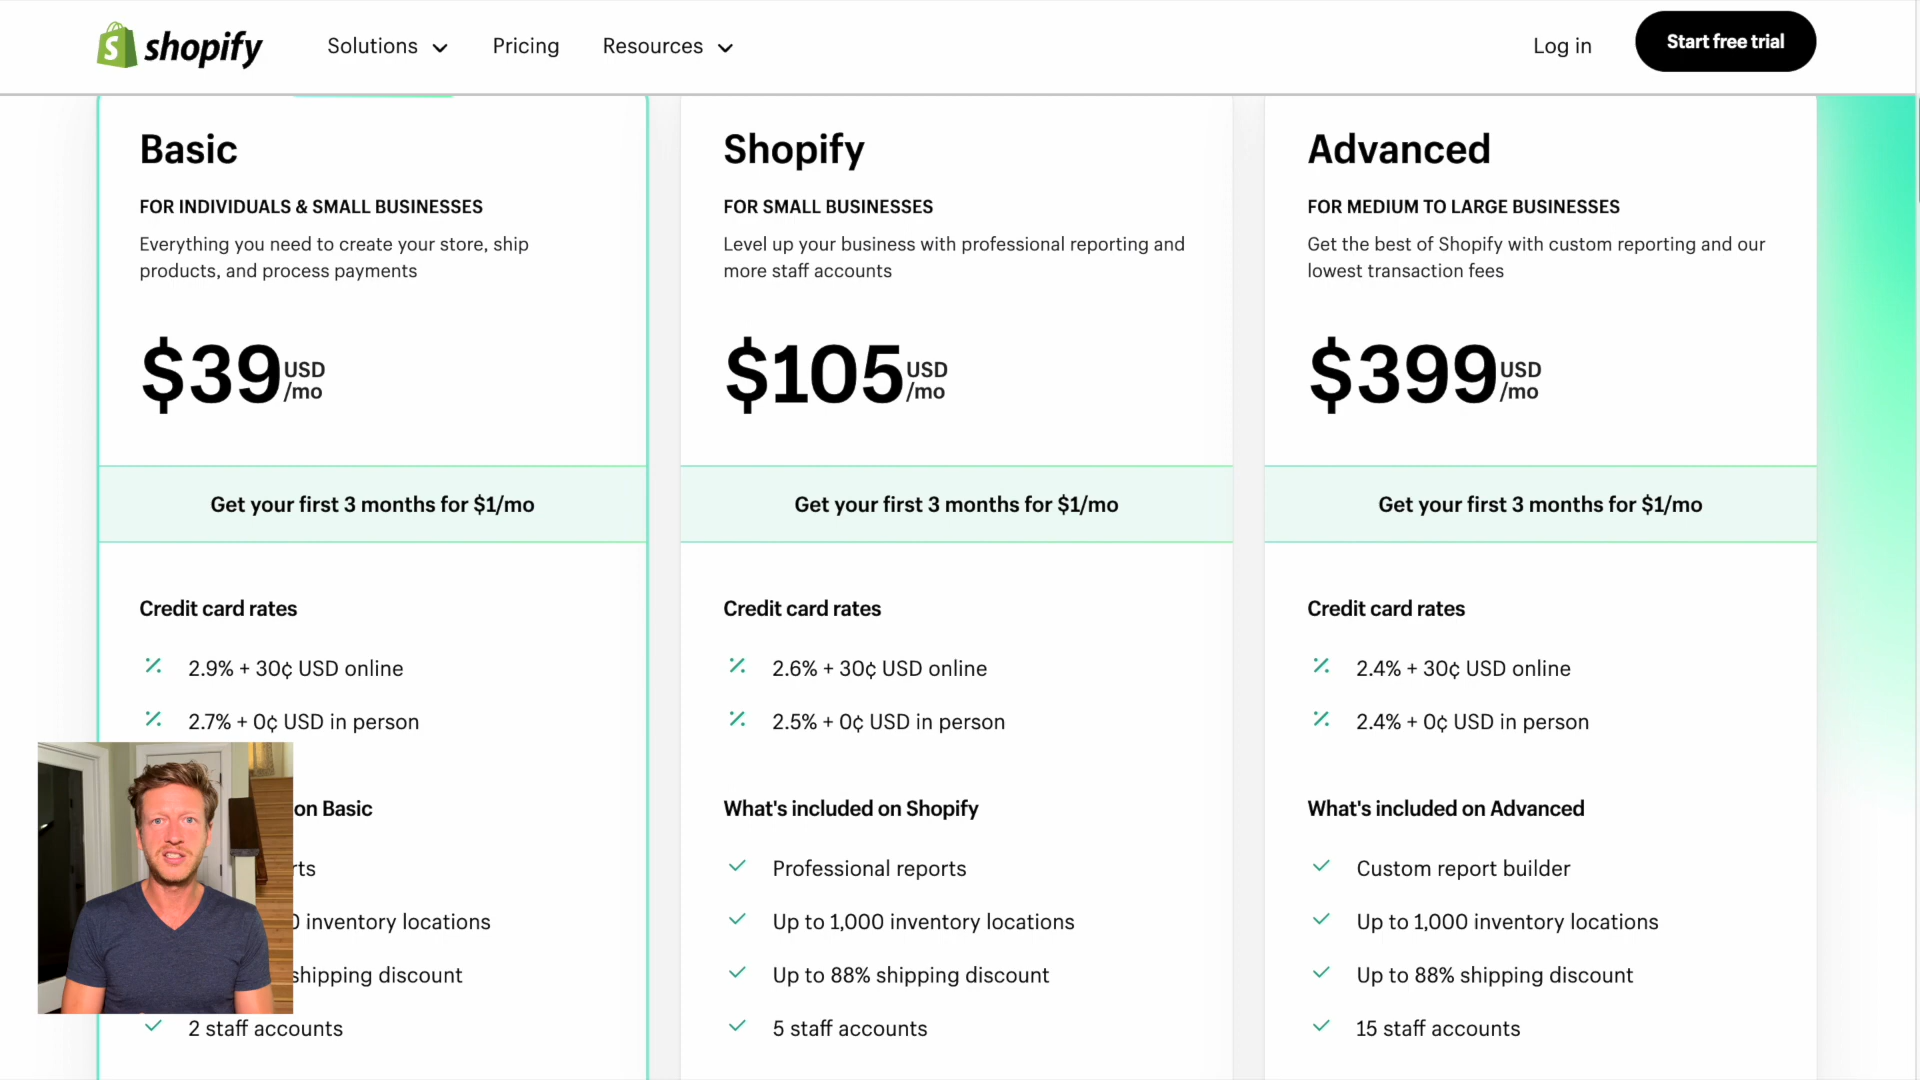 shopify
Solutions
Pricing
Resources
Log in
Start free trial
Basic
FOR INDIVIDUALS & SMALL BUSINESSES
Everything you need to create your store, ship
products, and process payments
$39 USD
/mo
Get your first 3 months for $1/mo
Credit card rates
2.9% + 30¢ USD online
2.7% + 0¢ USD in person
on Basic
inventory locations
shipping discount
2 staff accounts
Shopify
FOR SMALL BUSINESSES
Level up your business with professional reporting and
more staff accounts
$105 USD
/mo
Get your first 3 months for $1/mo
Credit card rates
2.6% + 30¢ USD online
2.5% + 0¢ USD in person
What's included on Shopify
Professional reports
Up to 1,000 inventory locations
Up to 88% shipping discount
5 staff accounts
Advanced
FOR MEDIUM TO LARGE BUSINESSES
Get the best of Shopify with custom reporting and our
lowest transaction fees
$399 USD
/mo
Get your first 3 months for $1/mo
Credit card rates
2.4% + 30¢ USD online
2.4% + 0¢ USD in person
What's included on Advanced
Custom report builder
Up to 1,000 inventory locations
Up to 88% shipping discount
15 staff accounts